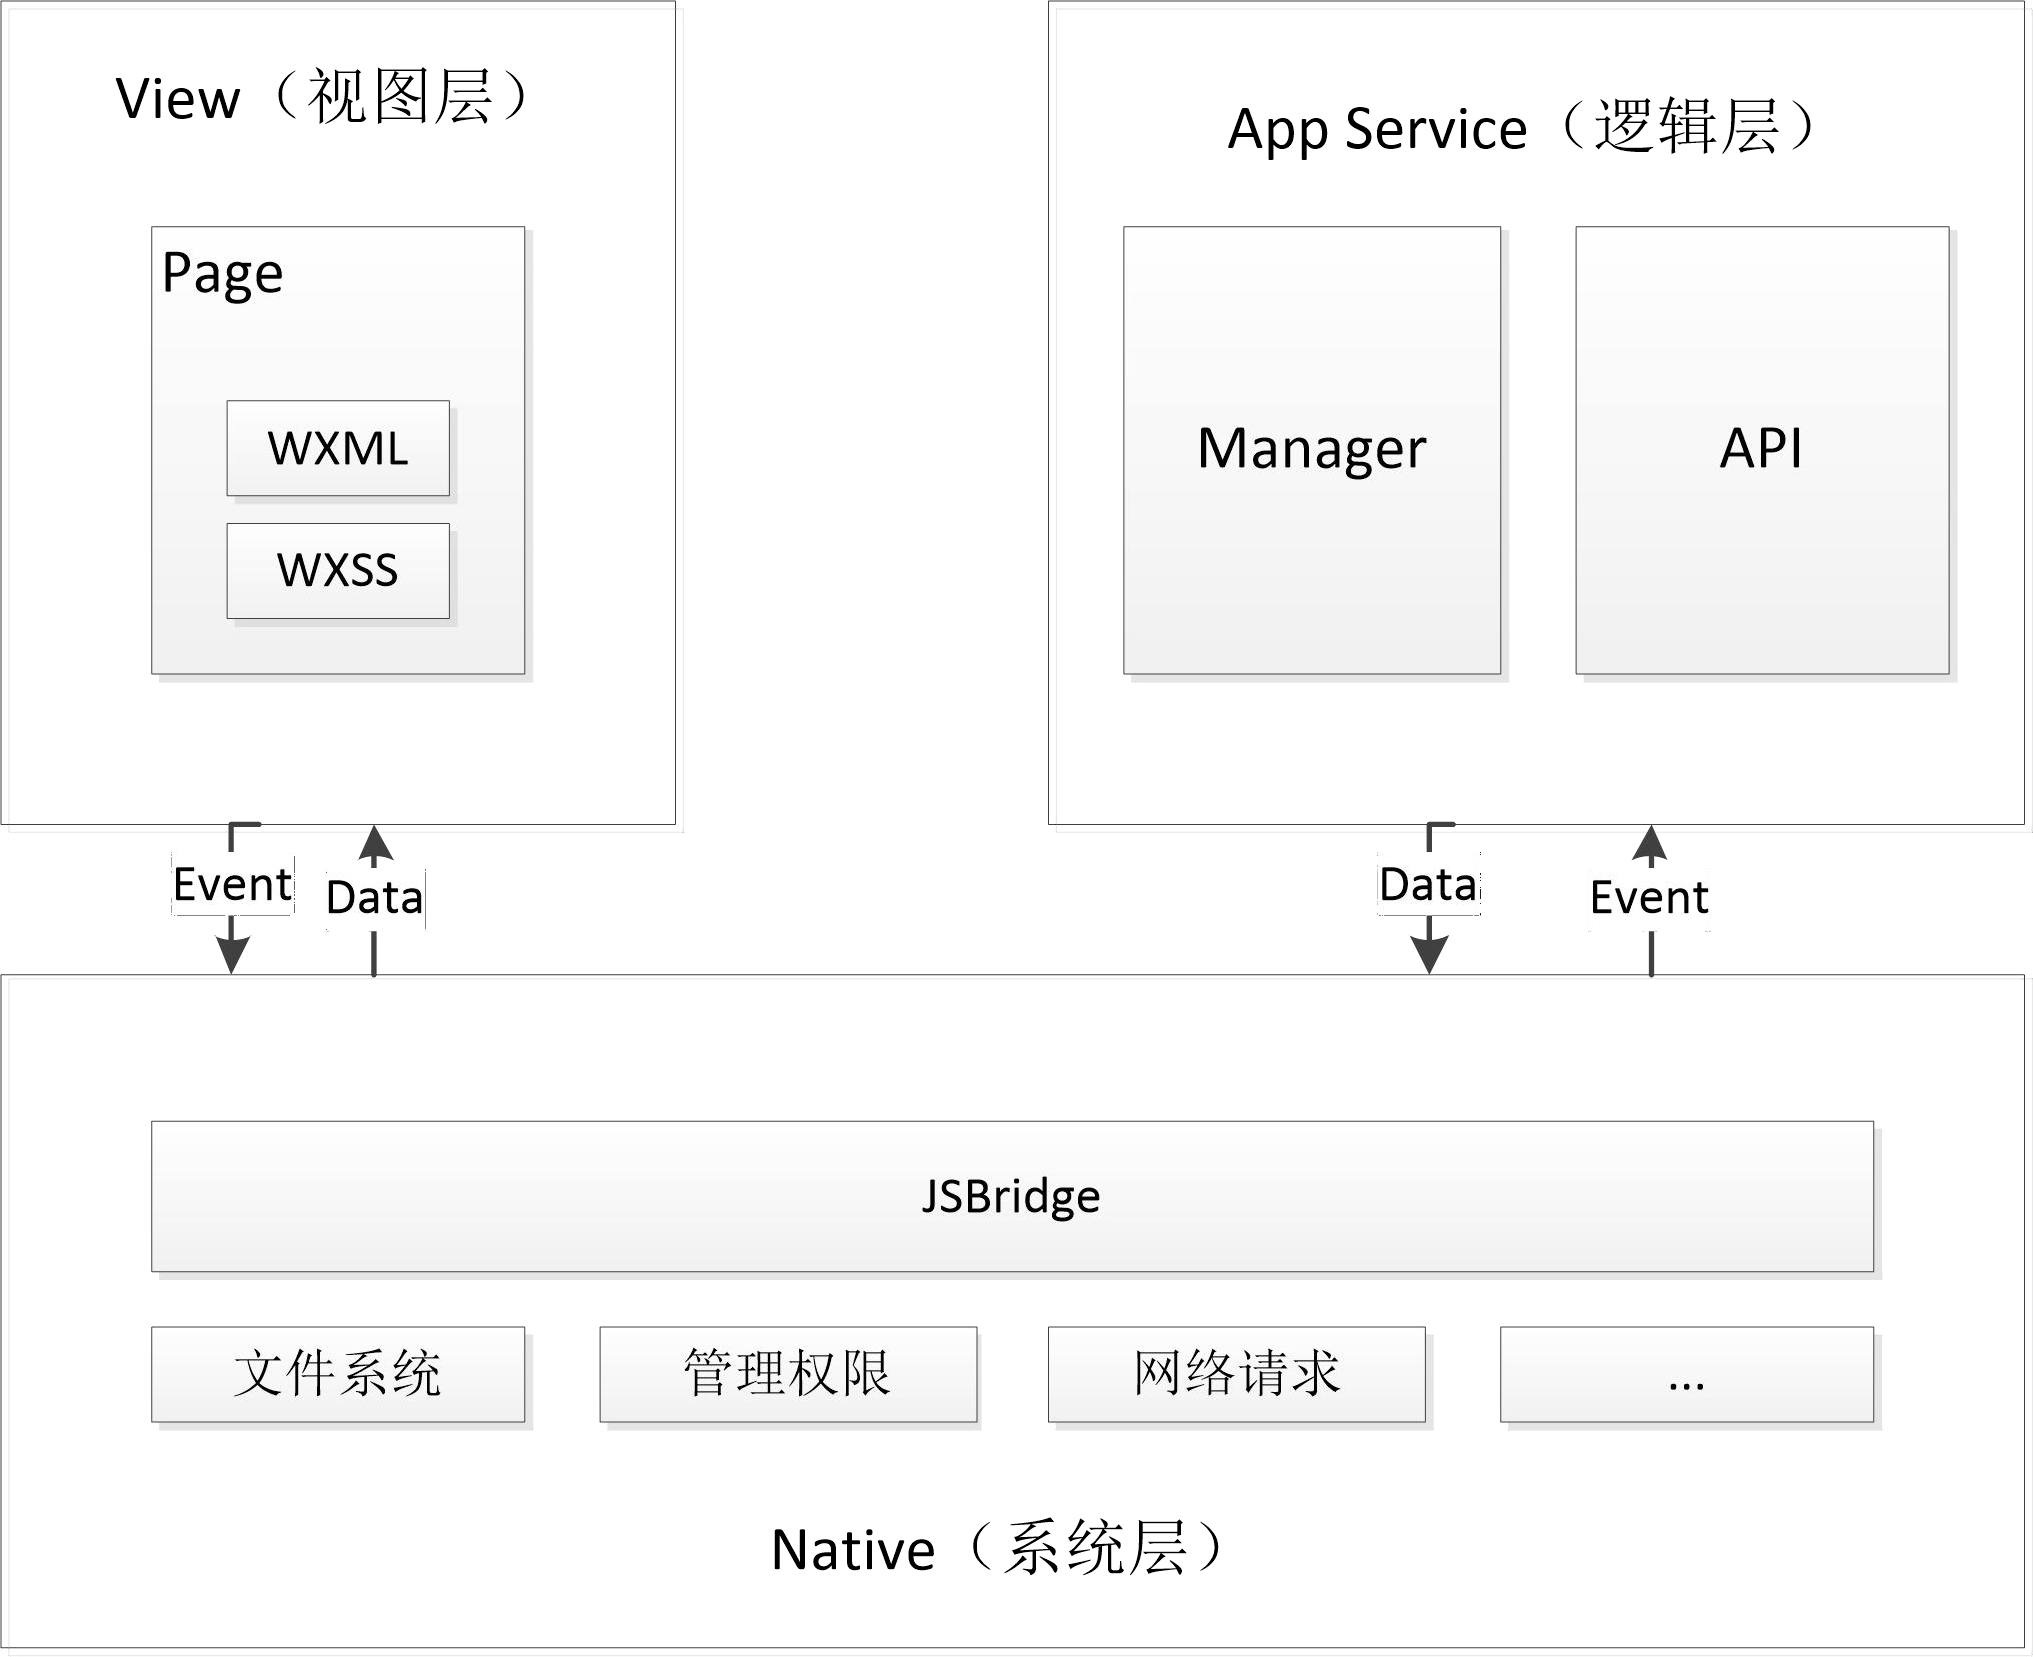 View（视图层）
Page
WXML
WXSS
App Service（逻辑层）
Manager
API
Event
Data
Data
Event
JSBridge
文件系统
管理权限
网络请求
...
Native（系统层）